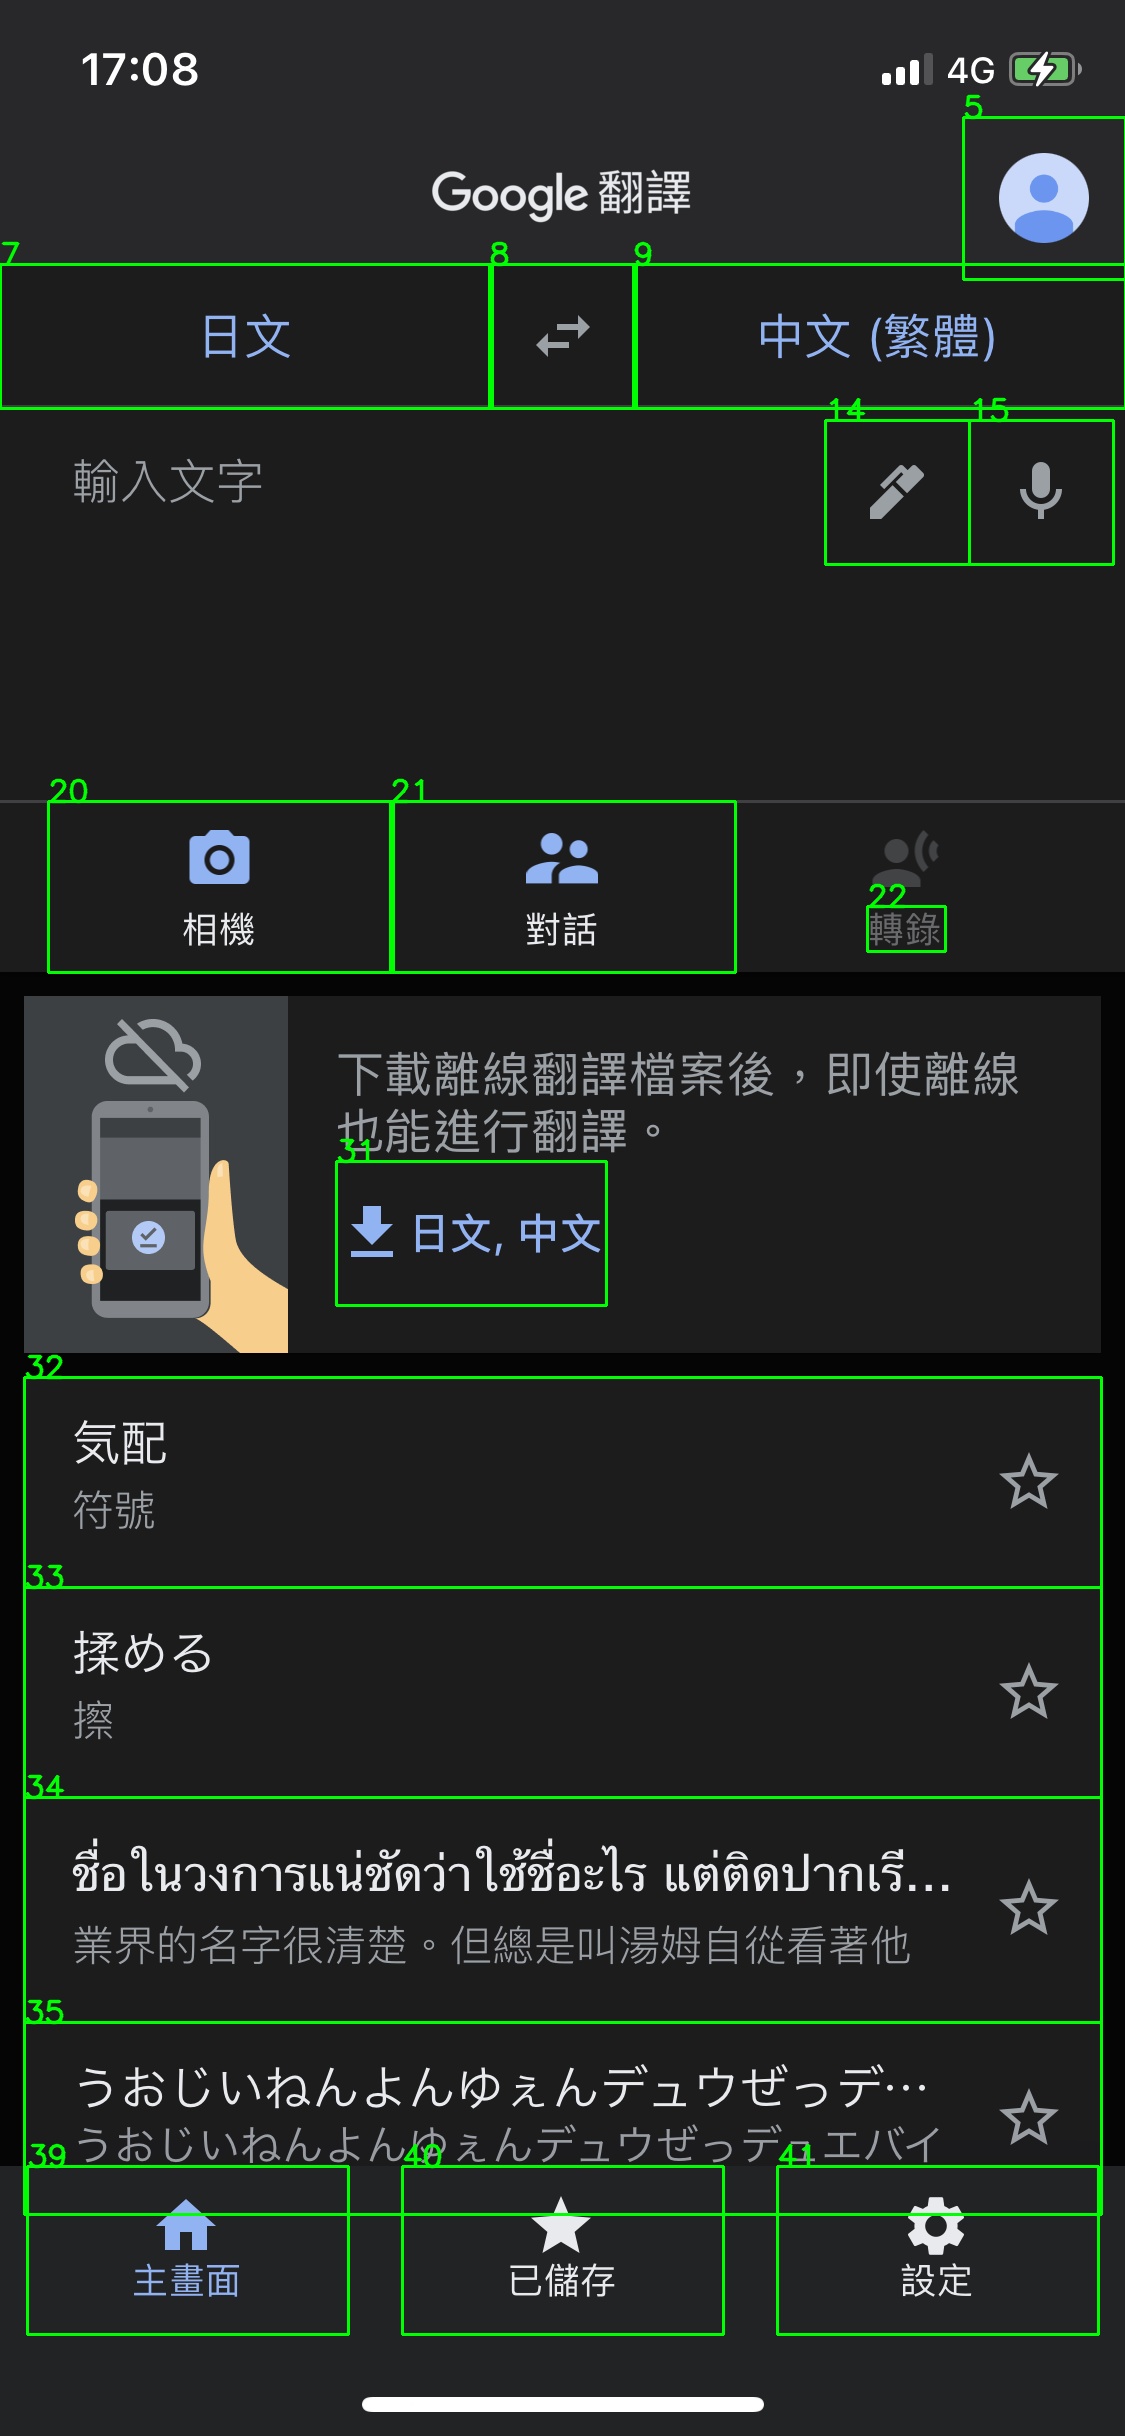 17:08
4G
5
Google 翻譯
7
8
9
日文
中文 (繁體)
14
15
輸入文字
20
21
相機
對話
22
轉錄
下載離線翻譯檔案後，即使離線
也能進行翻譯。
31
日文, 中文
32
気配
符號
33
揉める
擦
34
ชื่อในวงการแน่ชัดว่าใช้ชื่ออะไร แต่ติดปากเรี...
業界的名字很清楚。但總是叫湯姆自從看著他
35
うおじいねんよんゆぇんデュウぜっデ…
うおじいねんよんゆぇんデュウぜっデュエバイ
39
40
41
主畫面
已儲存
設定